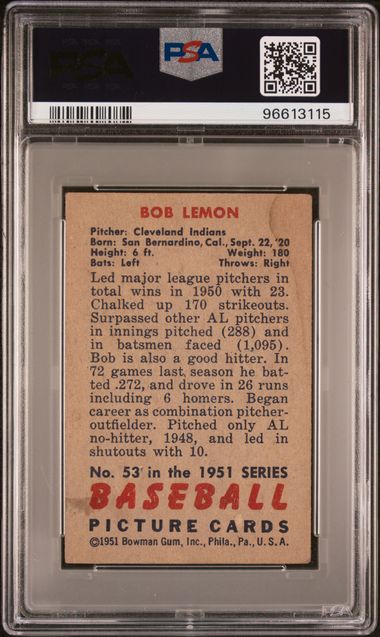 PSA
PSA
96613115
BOB LEMON
Pitcher: Cleveland Indians
Born: San Bernardino, Cal., Sept. 22, '20
Height: 6 ft. Weight: 180
Bats: Left Throws: Right
Led major league pitchers in
total wins in 1950 with 23.
Chalked up 170 strikeouts.
Surpassed other AL pitchers
in innings pitched (288) and
in batsmen faced (1,095).
Bob is also a good hitter. In
72 games last season he bat-
ted .272, and drove in 26 runs
including 6 homers. Began
career as combination pitcher-
outfielder. Pitched only AL
no-hitter, 1948, and led in
shutouts with 10.
No. 53 in the 1951 SERIES
BASEBALL
PICTURE CARDS
©1951 Bowman Gum, Inc., Phila., Pa., U.S.A.